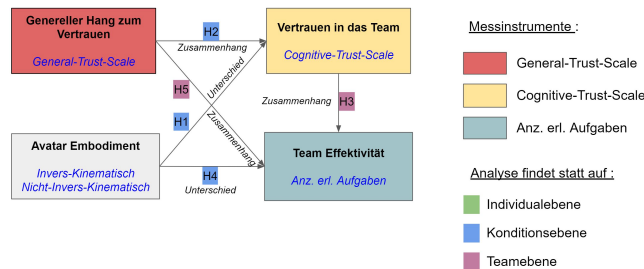 Genereller Hang zum
Vertrauen
General-Trust-Scale
H2
Zusammenhang
Vertrauen in das Team
Cognitive-Trust-Scale
H5
Unterschied
H1
Zusammenhang
Zusammenhang
H3
Avatar Embodiment
Invers-Kinematisch
Nicht-Invers-Kinematisch
H4
Unterschied
Team Effektivität
Anz. erl. Aufgaben
Messinstrumente :
General-Trust-Scale
Cognitive-Trust-Scale
Anz. erl. Aufgaben
Analyse findet statt auf :
Individualebene
Konditionsebene
Teamebene